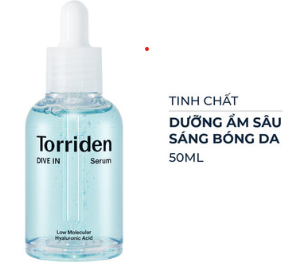 Torriden
DIVE IN Serum
Low Molecular
Hyaluronic Acid
TINH CHẤT
DƯỠNG ẨM SÂU
SÁNG BÓNG DA
50ML